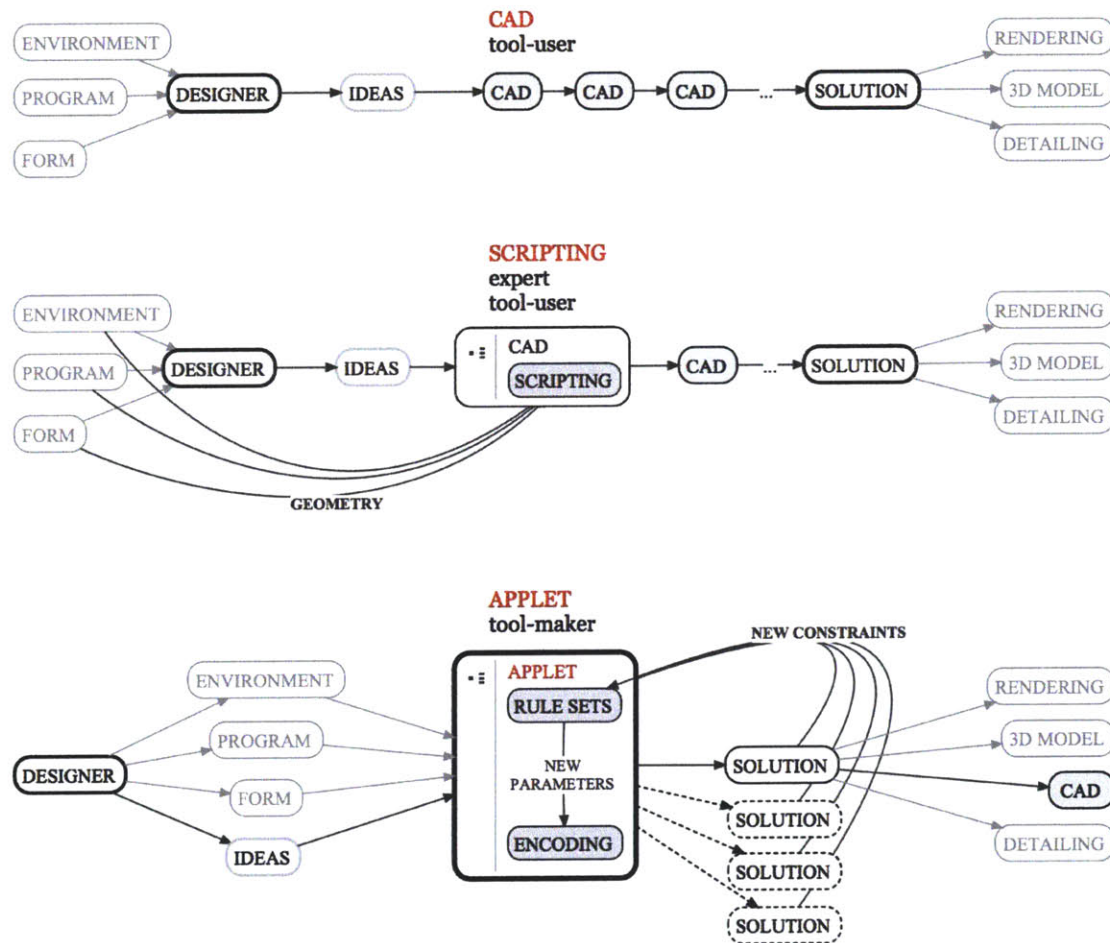 CAD
tool-user
ENVIRONMENT
PROGRAM
FORM
DESIGNER
IDEAS
CAD
CAD
CAD
...
SOLUTION
RENDERING
3D MODEL
DETAILING
SCRIPTING
expert
tool-user
ENVIRONMENT
PROGRAM
FORM
DESIGNER
IDEAS
CAD
SCRIPTING
CAD
...
SOLUTION
RENDERING
3D MODEL
DETAILING
GEOMETRY
APPLET
tool-maker
DESIGNER
ENVIRONMENT
PROGRAM
FORM
IDEAS
APPLET
RULE SETS
NEW
PARAMETERS
ENCODING
NEW CONSTRAINTS
SOLUTION
SOLUTION
SOLUTION
SOLUTION
RENDERING
3D MODEL
CAD
DETAILING